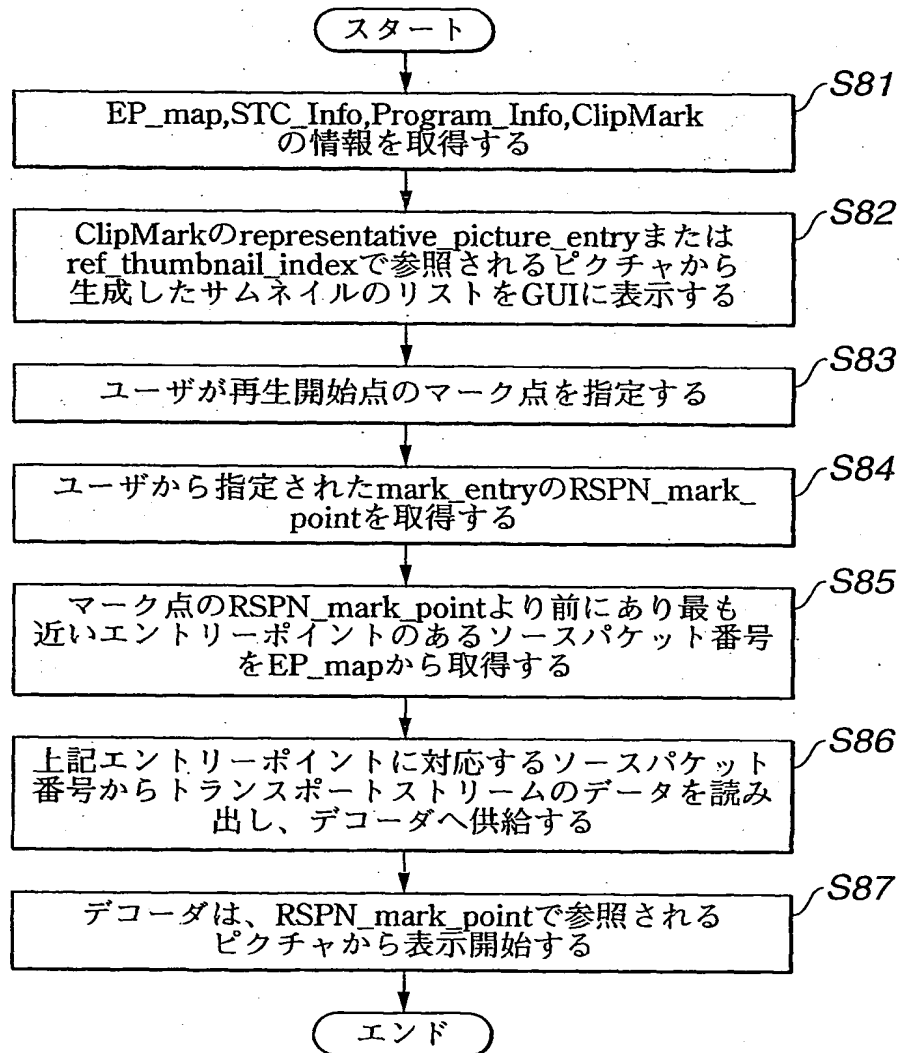 スタート
S81
EP_map,STC_Info,Program_Info,ClipMark
の情報を取得する
S82
ClipMarkのrepresentative_picture_entryまたは
ref_thumbnail_indexで参照されるピクチャから
生成したサムネイルのリストをGUIに表示する
S83
ユーザが再生開始点のマーク点を指定する
S84
ユーザから指定されたmark_entryのRSPN_mark_
pointを取得する
S85
マーク点のRSPN_mark_pointより前にあり最も
近いエントリーポイントのあるソースパケット番号
をEP_mapから取得する
S86
上記エントリーポイントに対応するソースパケット
番号からトランスポートストリームのデータを読み
出し、デコーダへ供給する
S87
デコーダは、RSPN_mark_pointで参照される
ピクチャから表示開始する
エンド